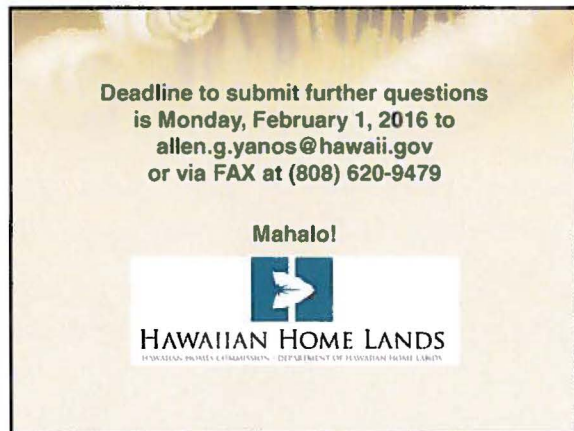 Deadline to submit further questions
is Monday, February 1, 2016 to
allen.g.yanos@hawaii.gov
or via FAX at (808) 620-9479
Mahalo!
HAWAIIAN HOME LANDS
HAWAIIAN HOMES COMMISSION · DEPARTMENT OF HAWAIIAN HOME LANDS